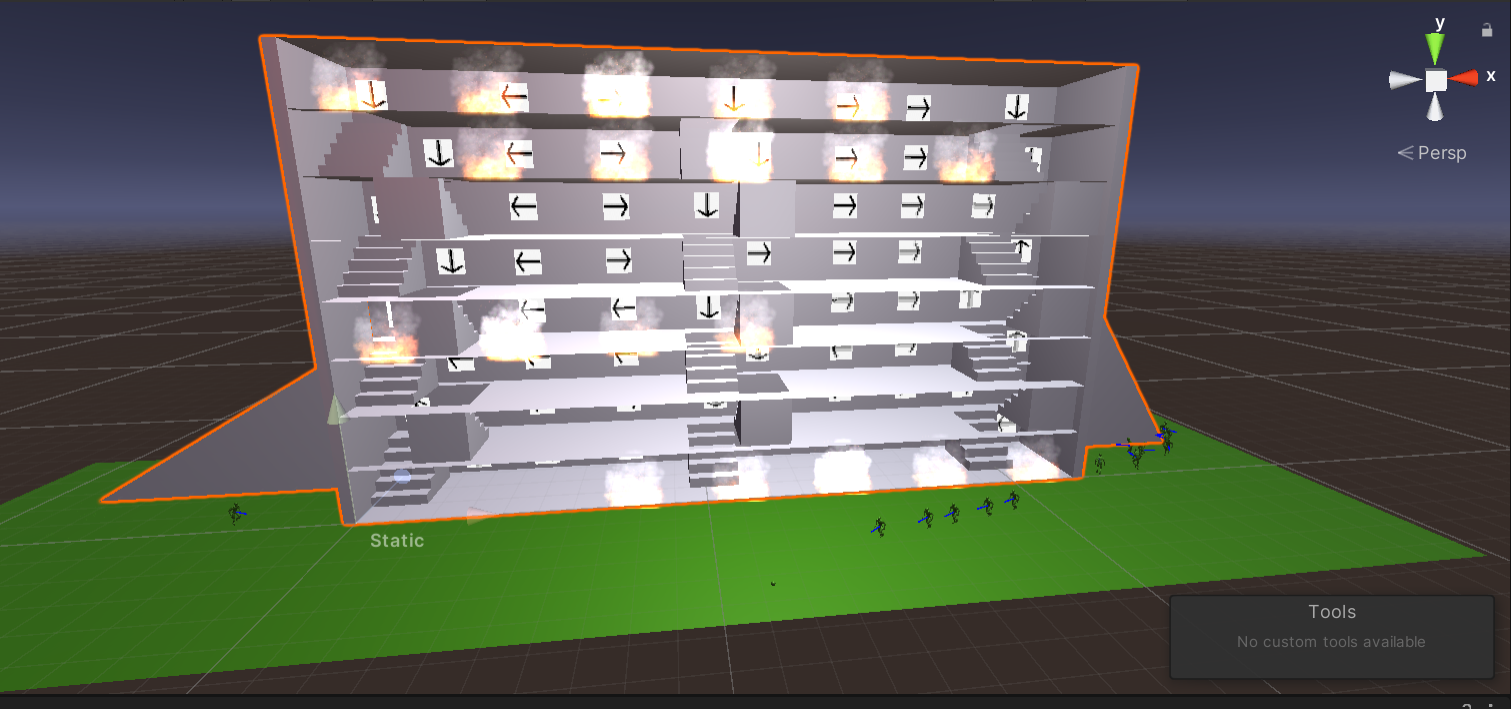 y
x
Persp
Static
Tools
No custom tools available